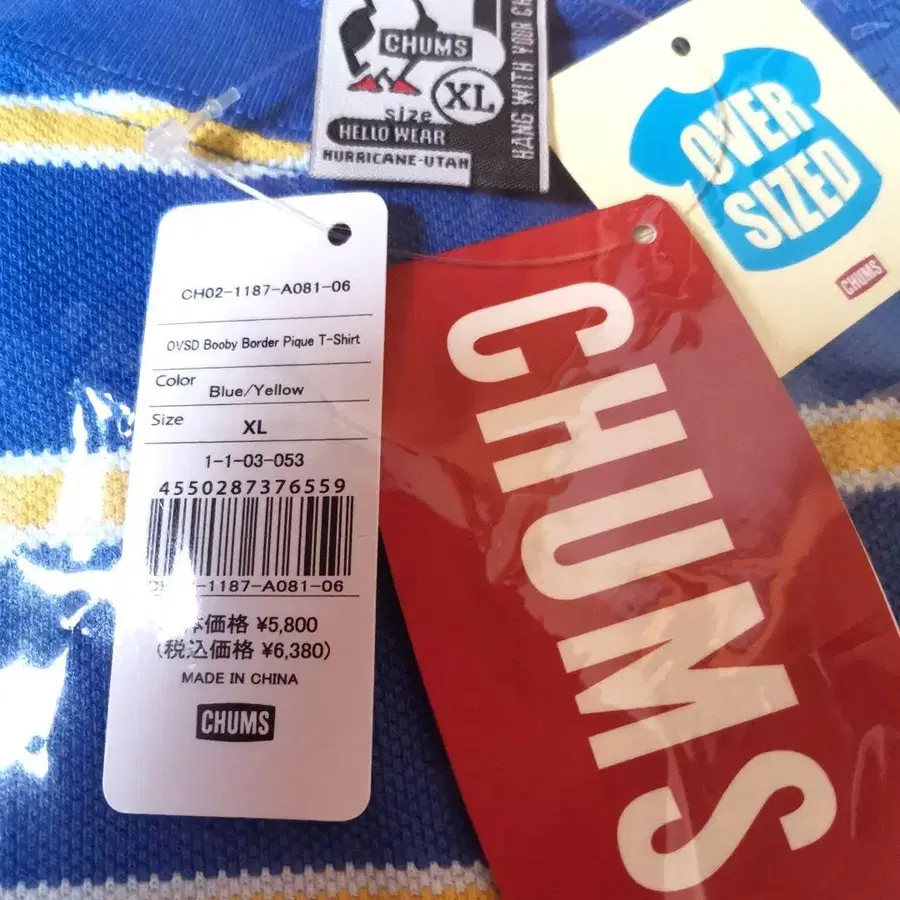 CHUMS
XL
size
HELLO WEAR
HURRICANE-UTAH
HANG WITH YOUR
OVER
SIZED
CHUMS
CH02-1187-A081-06
OVSD Booby Border Pique T-Shirt
Color
Blue/Yellow
Size
XL
1-1-03-053
4550287376559
-1187-A081-06
体価格 ¥5,800
(税込価格 ¥6,380)
MADE IN CHINA
CHUMS
CHUMS